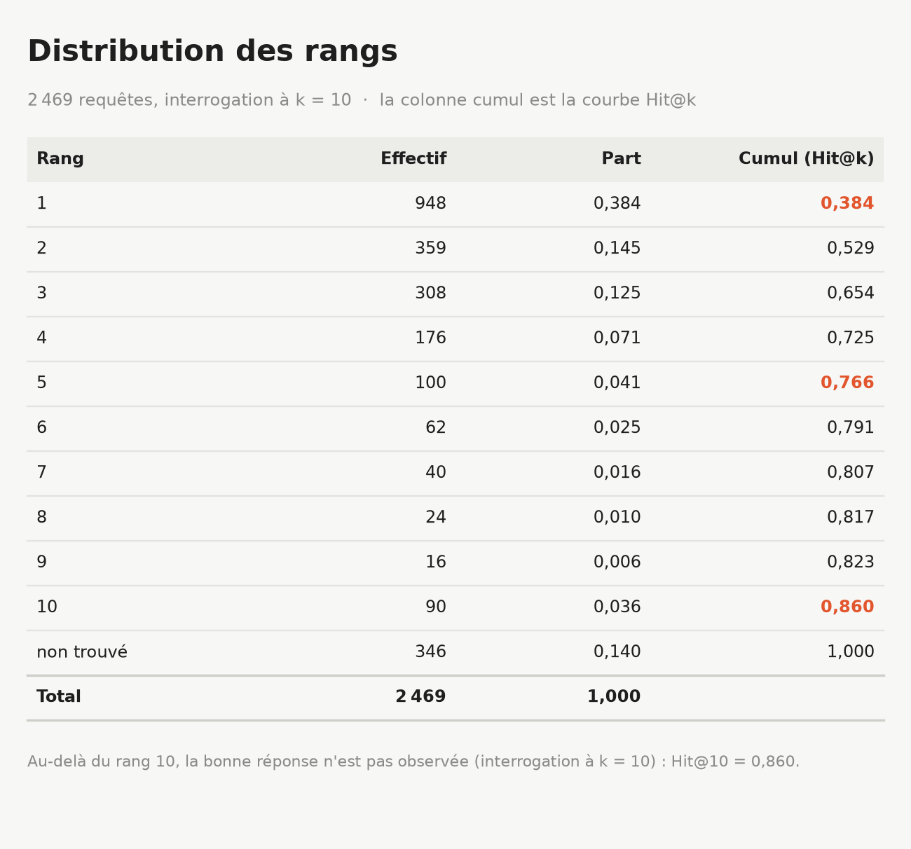 Distribution des rangs
2 469 requêtes, interrogation à k = 10 · la colonne cumul est la courbe Hit@k
Rang Effectif Part Cumul (Hit@k)
1 948 0,384 0,384
2 359 0,145 0,529
3 308 0,125 0,654
4 176 0,071 0,725
5 100 0,041 0,766
6 62 0,025 0,791
7 40 0,016 0,807
8 24 0,010 0,817
9 16 0,006 0,823
10 90 0,036 0,860
non trouvé 346 0,140 1,000
Total 2 469 1,000
Au-delà du rang 10, la bonne réponse n'est pas observée (interrogation à k = 10) : Hit@10 = 0,860.